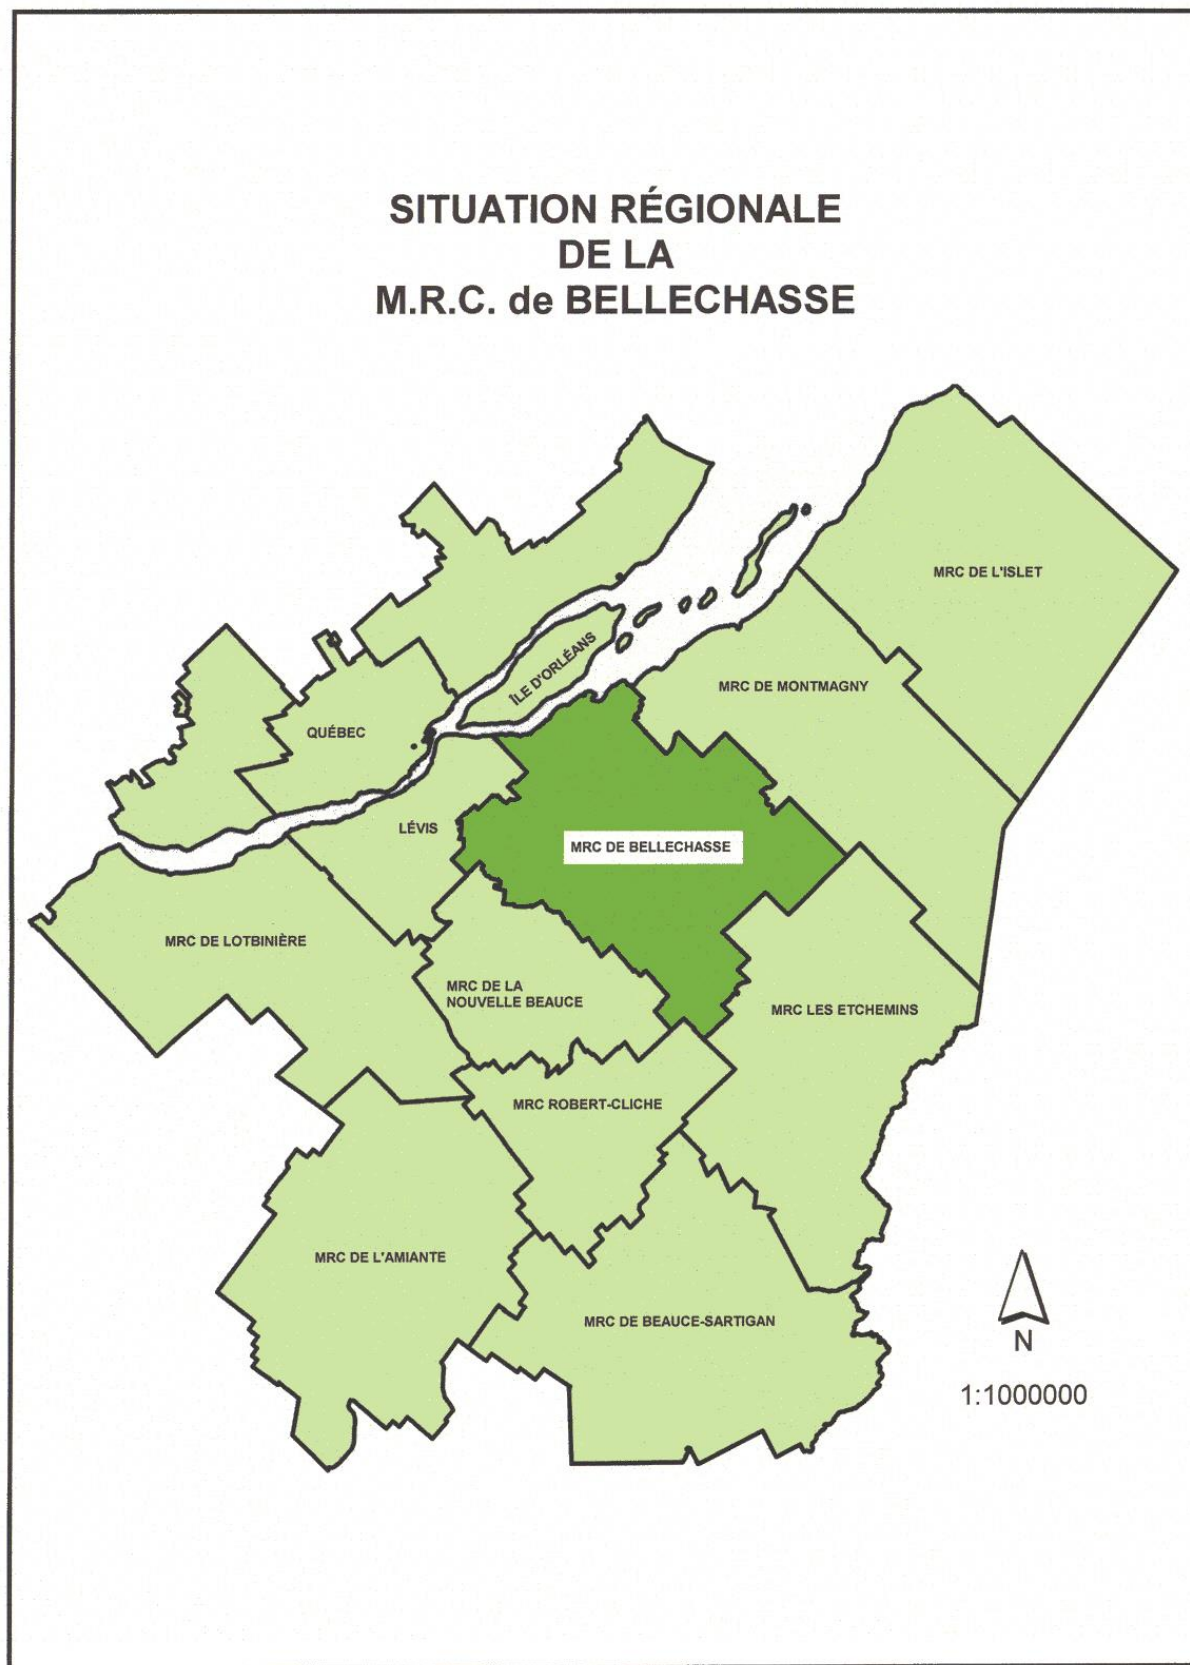 SITUATION RÉGIONALE
DE LA
M.R.C. de BELLECHASSE
MRC DE L'ISLET
ÎLE D'ORLÉANS
MRC DE MONTMAGNY
QUÉBEC
LÉVIS
MRC DE BELLECHASSE
MRC DE LOTBINIÈRE
MRC DE LA
NOUVELLE BEAUCE
MRC LES ETCHEMINS
MRC ROBERT-CLICHE
MRC DE L'AMIANTE
MRC DE BEAUCE-SARTIGAN
N
1:1000000